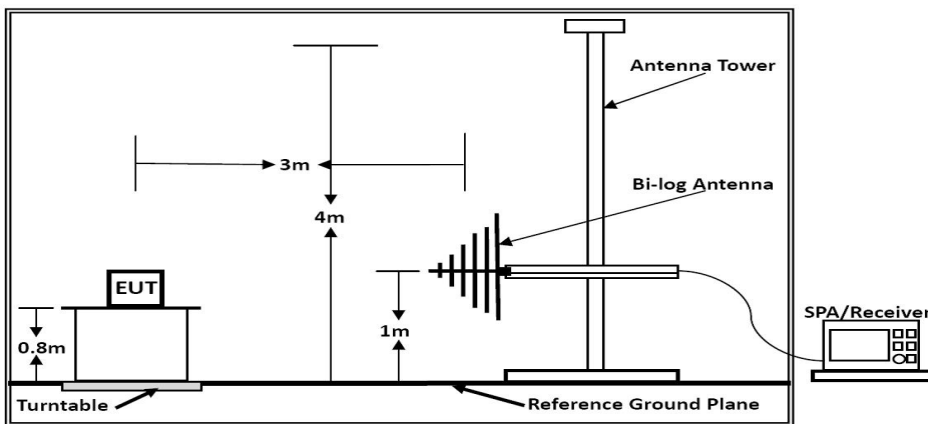 Antenna Tower
3m
Bi-log Antenna
4m
EUT
SPA/Receiver
1m
0.8m
Turntable
Reference Ground Plane